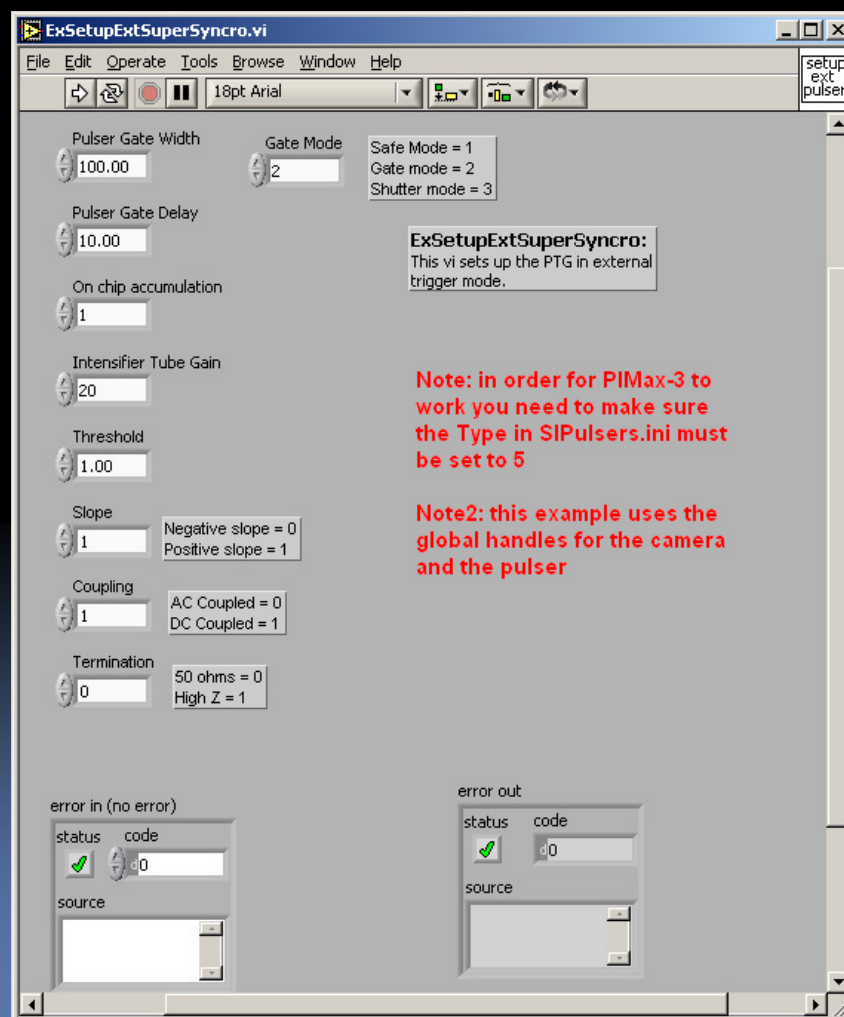 ExSetupExtSuperSyncro.vi
File Edit Operate Tools Browse Window Help
18pt Arial
setup
ext
pulser
Pulser Gate Width
100.00
Gate Mode
2
Safe Mode = 1
Gate mode = 2
Shutter mode = 3
Pulser Gate Delay
10.00
ExSetupExtSuperSyncro:
This vi sets up the PTG in external
trigger mode.
On chip accumulation
1
Intensifier Tube Gain
20
Note: in order for PIMax-3 to
work you need to make sure
the Type in SIPulsers.ini must
be set to 5
Threshold
1.00
Slope
1
Negative slope = 0
Positive slope = 1
Note2: this example uses the
global handles for the camera
and the pulser
Coupling
1
AC Coupled = 0
DC Coupled = 1
Termination
0
50 ohms = 0
High Z = 1
error in (no error)
status code
d0
source
error out
status code
d0
source